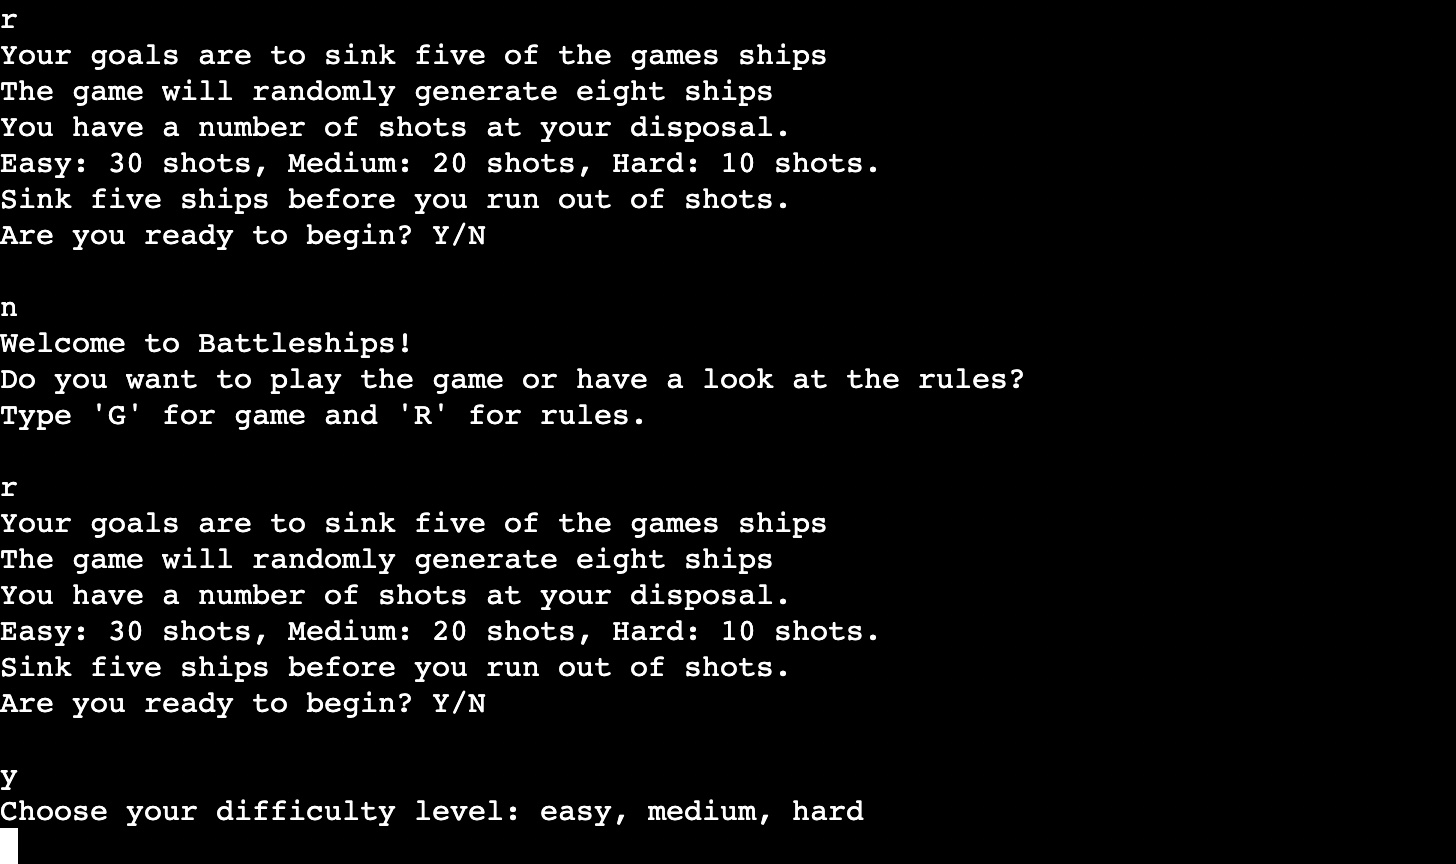 r
Your goals are to sink five of the games ships
The game will randomly generate eight ships
You have a number of shots at your disposal.
Easy: 30 shots, Medium: 20 shots, Hard: 10 shots.
Sink five ships before you run out of shots.
Are you ready to begin? Y/N
n
Welcome to Battleships!
Do you want to play the game or have a look at the rules?
Type 'G' for game and 'R' for rules.
r
Your goals are to sink five of the games ships
The game will randomly generate eight ships
You have a number of shots at your disposal.
Easy: 30 shots, Medium: 20 shots, Hard: 10 shots.
Sink five ships before you run out of shots.
Are you ready to begin? Y/N
y
Choose your difficulty level: easy, medium, hard